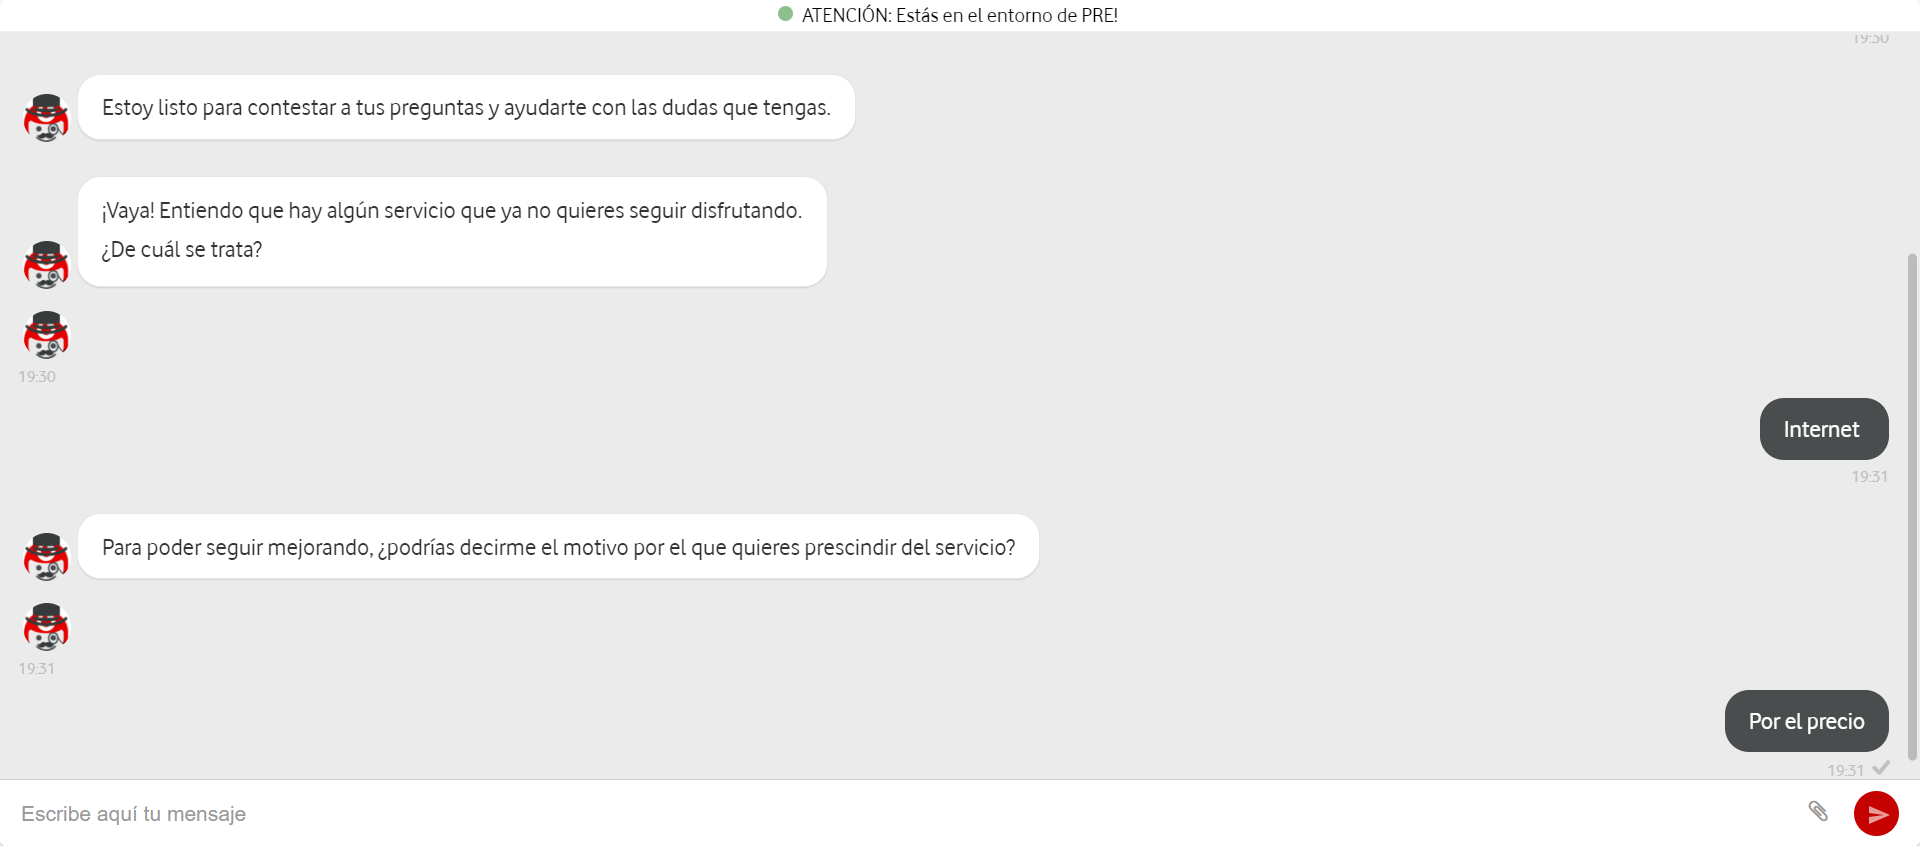 ATENCIÓN: Estás en el entorno de PRE!
19:30
Estoy listo para contestar a tus preguntas y ayudarte con las dudas que tengas.
¡Vaya! Entiendo que hay algún servicio que ya no quieres seguir disfrutando.
¿De cuál se trata?
19:30
Internet
19:31
Para poder seguir mejorando, ¿podrías decirme el motivo por el que quieres prescindir del servicio?
19:31
Por el precio
19:31
Escribe aquí tu mensaje